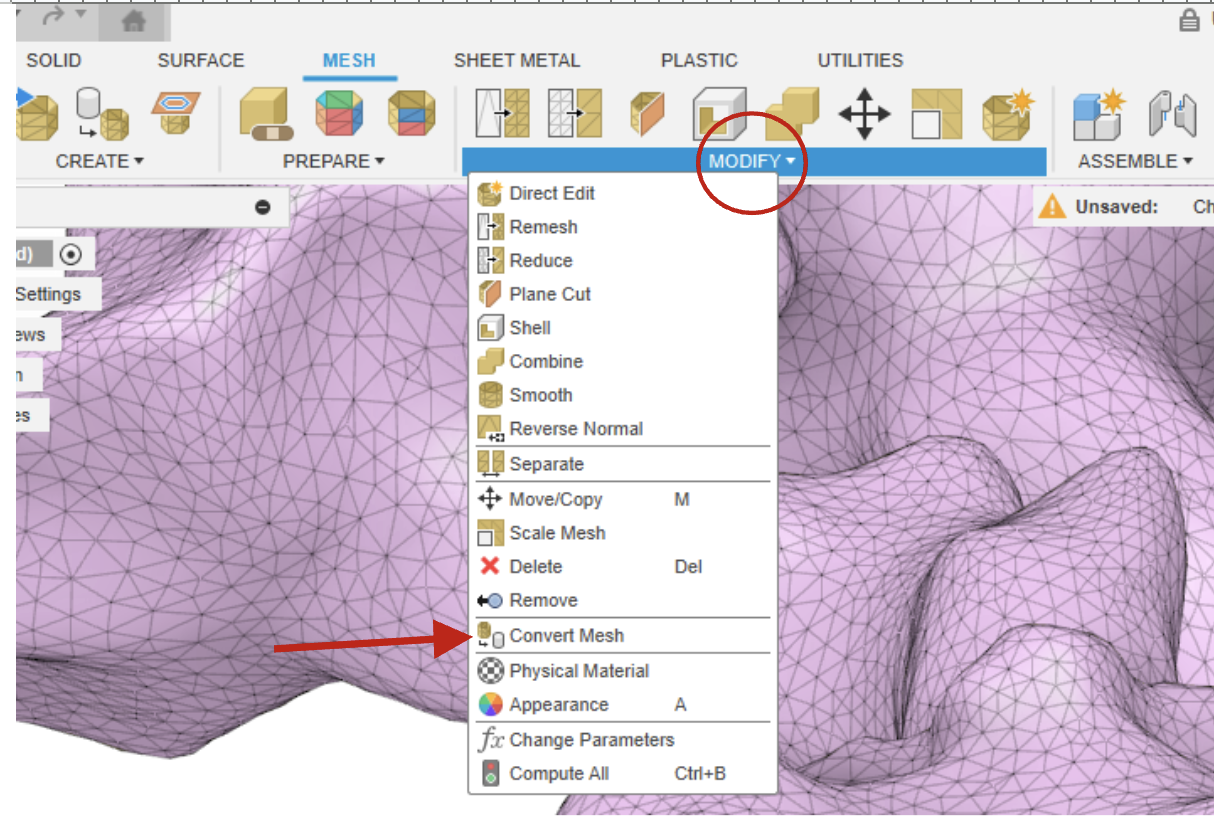 SOLID SURFACE MESH SHEET METAL PLASTIC UTILITIES
CREATE PREPARE MODIFY ASSEMBLE
Unsaved: Ch
d)
Settings
ews
n
es
Direct Edit
Remesh
Reduce
Plane Cut
Shell
Combine
Smooth
Reverse Normal
Separate
Move/Copy M
Scale Mesh
Delete Del
Remove
Convert Mesh
Physical Material
Appearance A
fx Change Parameters
Compute All Ctrl+B